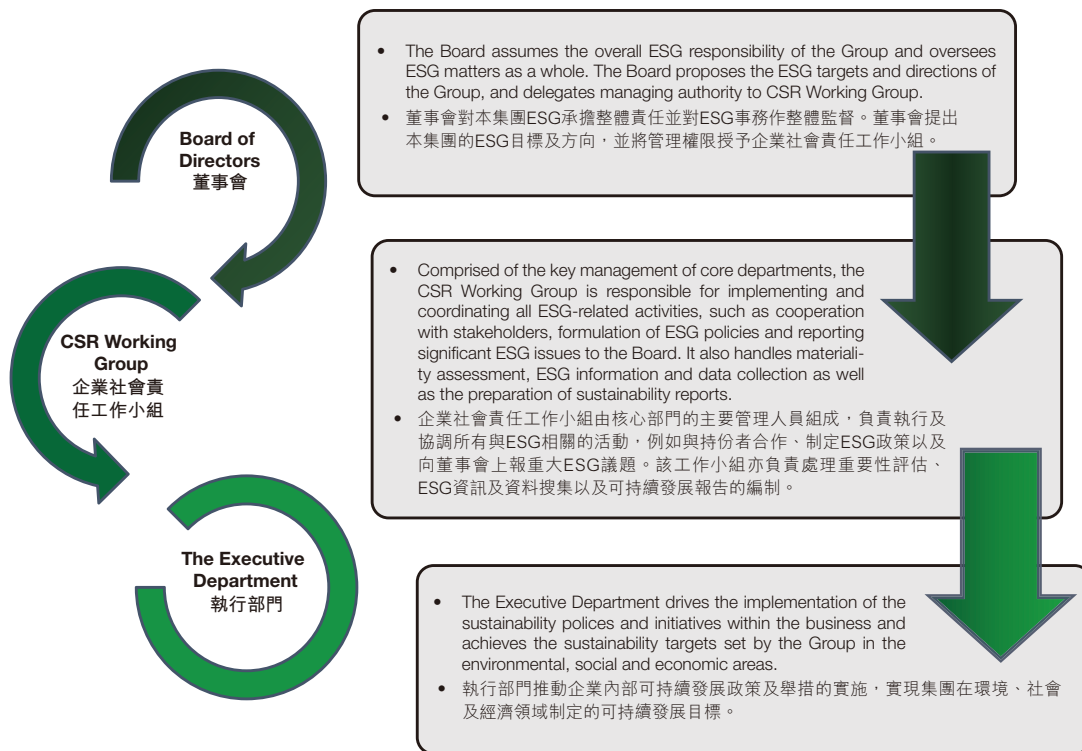 Board of
Directors
董事會
• The Board assumes the overall ESG responsibility of the Group and oversees
ESG matters as a whole. The Board proposes the ESG targets and directions of
the Group, and delegates managing authority to CSR Working Group.
• 董事會對本集團ESG承擔整體責任並對ESG事務作整體監督。董事會提出
本集團的ESG目標及方向，並將管理權限授予企業社會責任工作小組。
CSR Working
Group
企業社會責
任工作小組
• Comprised of the key management of core departments, the
CSR Working Group is responsible for implementing and
coordinating all ESG-related activities, such as cooperation
with stakeholders, formulation of ESG policies and reporting
significant ESG issues to the Board. It also handles materiali-
ty assessment, ESG information and data collection as well
as the preparation of sustainability reports.
• 企業社會責任工作小組由核心部門的主要管理人員組成，負責執行及
協調所有與ESG相關的活動，例如與持份者合作、制定ESG政策以及
向董事會上報重大ESG議題。該工作小組亦負責處理重要性評估、
ESG資訊及資料搜集以及可持續發展報告的編制。
The Executive
Department
執行部門
• The Executive Department drives the implementation of the
sustainability polices and initiatives within the business and
achieves the sustainability targets set by the Group in the
environmental, social and economic areas.
• 執行部門推動企業內部可持續發展政策及舉措的實施，實現集團在環境、社會
及經濟領域制定的可持續發展目標。